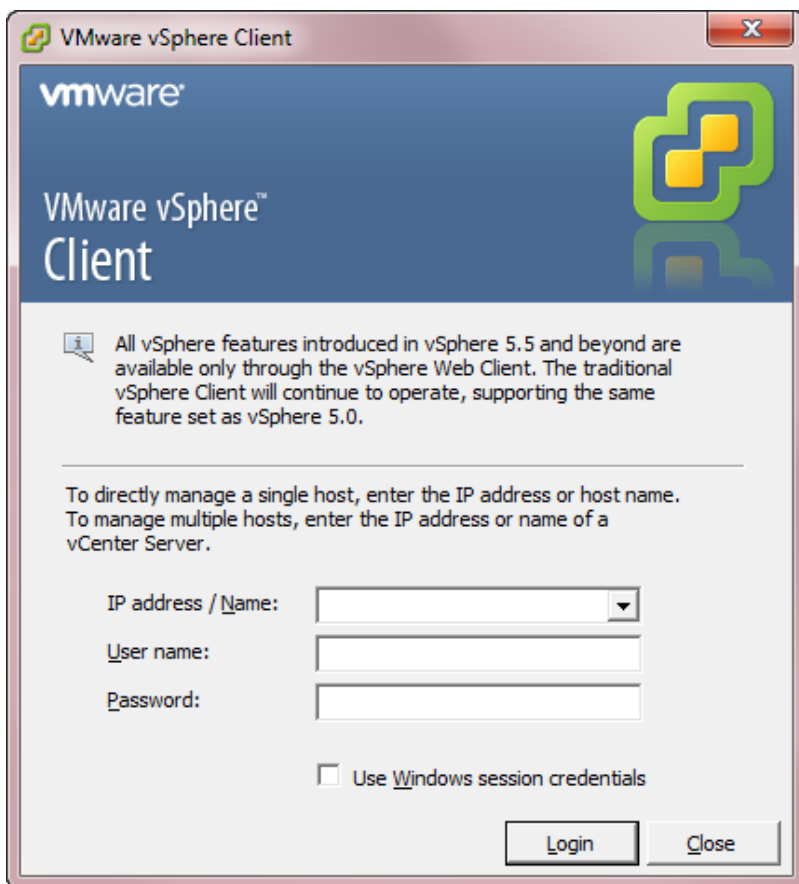 VMware vSphere Client
vmware®
VMware vSphere™
Client
All vSphere features introduced in vSphere 5.5 and beyond are
available only through the vSphere Web Client. The traditional
vSphere Client will continue to operate, supporting the same
feature set as vSphere 5.0.
To directly manage a single host, enter the IP address or host name.
To manage multiple hosts, enter the IP address or name of a
vCenter Server.
IP address / Name:
User name:
Password:
Use Windows session credentials
Login Close